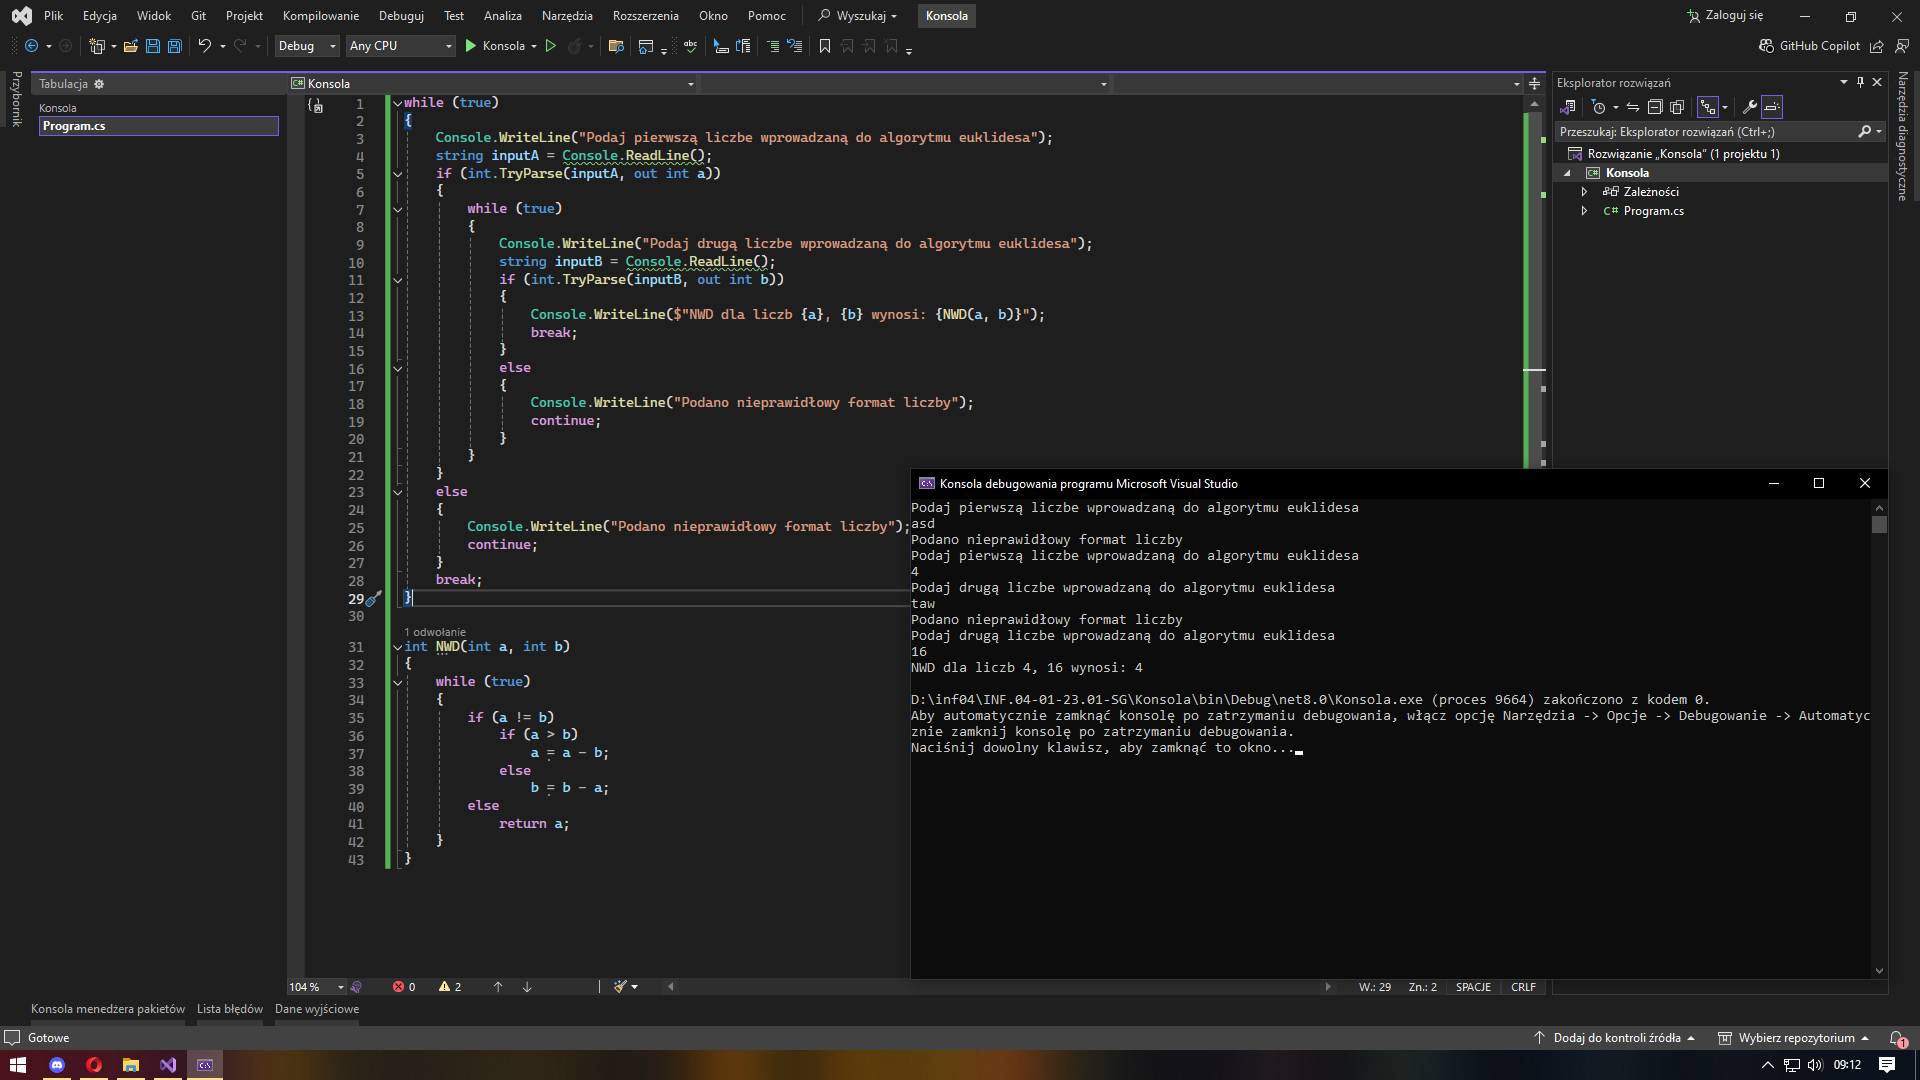 Plik Edycja Widok Git Projekt Kompilowanie Debuguj Test Analiza Narzędzia Rozszerzenia Okno Pomoc Wyszukaj Konsola Zaloguj się
Debug Any CPU Konsola GitHub Copilot
Przybornik
Tabulacja
Konsola
Program.cs
Konsola
1 while (true)
2 {
3 Console.WriteLine("Podaj pierwszą liczbe wprowadzaną do algorytmu euklidesa");
4 string inputA = Console.ReadLine();
5 if (int.TryParse(inputA, out int a))
6 {
7 while (true)
8 {
9 Console.WriteLine("Podaj drugą liczbe wprowadzaną do algorytmu euklidesa");
10 string inputB = Console.ReadLine();
11 if (int.TryParse(inputB, out int b))
12 {
13 Console.WriteLine($"NWD dla liczb {a}, {b} wynosi: {NWD(a, b)}");
14 break;
15 }
16 else
17 {
18 Console.WriteLine("Podano nieprawidłowy format liczby");
19 continue;
20 }
21 }
22 }
23 else
24 {
25 Console.WriteLine("Podano nieprawidłowy format liczby");
26 continue;
27 }
28 break;
29 }
30
1 odwołanie
31 int NWD(int a, int b)
32 {
33 while (true)
34 {
35 if (a != b)
36 if (a > b)
37 a = a - b;
38 else
39 b = b - a;
40 else
41 return a;
42 }
43 }
Eksplorator rozwiązań
Przeszukaj: Eksplorator rozwiązań (Ctrl+;)
Rozwiązanie „Konsola" (1 projektu 1)
C# Konsola
Zależności
C# Program.cs
Narzędzia diagnostyczne
Konsola debugowania programu Microsoft Visual Studio
Podaj pierwszą liczbe wprowadzaną do algorytmu euklidesa
asd
Podano nieprawidłowy format liczby
Podaj pierwszą liczbe wprowadzaną do algorytmu euklidesa
4
Podaj drugą liczbe wprowadzaną do algorytmu euklidesa
taw
Podano nieprawidłowy format liczby
Podaj drugą liczbe wprowadzaną do algorytmu euklidesa
16
NWD dla liczb 4, 16 wynosi: 4
D:\inf04\INF.04-01-23.01-SG\Konsola\bin\Debug\net8.0\Konsola.exe (proces 9664) zakończono z kodem 0.
Aby automatycznie zamknąć konsolę po zatrzymaniu debugowania, włącz opcję Narzędzia -> Opcje -> Debugowanie -> Automatyc
znie zamknij konsolę po zatrzymaniu debugowania.
Naciśnij dowolny klawisz, aby zamknąć to okno...
104 % 0 2 W.: 29 Zn.: 2 SPACJE CRLF
Konsola menedżera pakietów Lista błędów Dane wyjściowe
Gotowe Dodaj do kontroli źródła Wybierz repozytorium 1
09:12